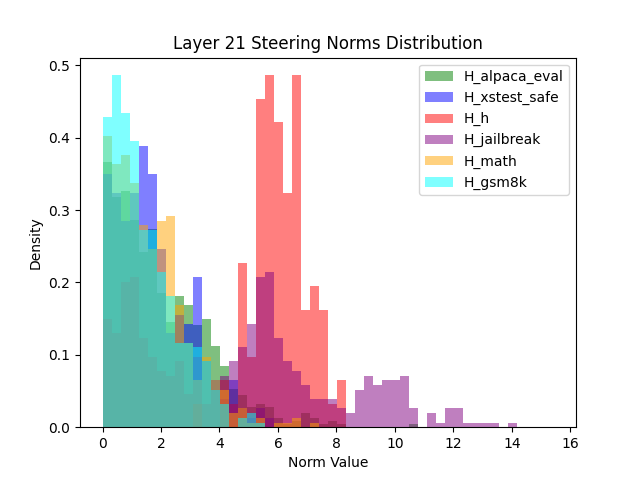 Layer 21 Steering Norms Distribution
H_alpaca_eval
H_xstest_safe
H_h
H_jailbreak
H_math
H_gsm8k
Density
0.5
0.4
0.3
0.2
0.1
0.0
0 2 4 6 8 10 12 14 16
Norm Value